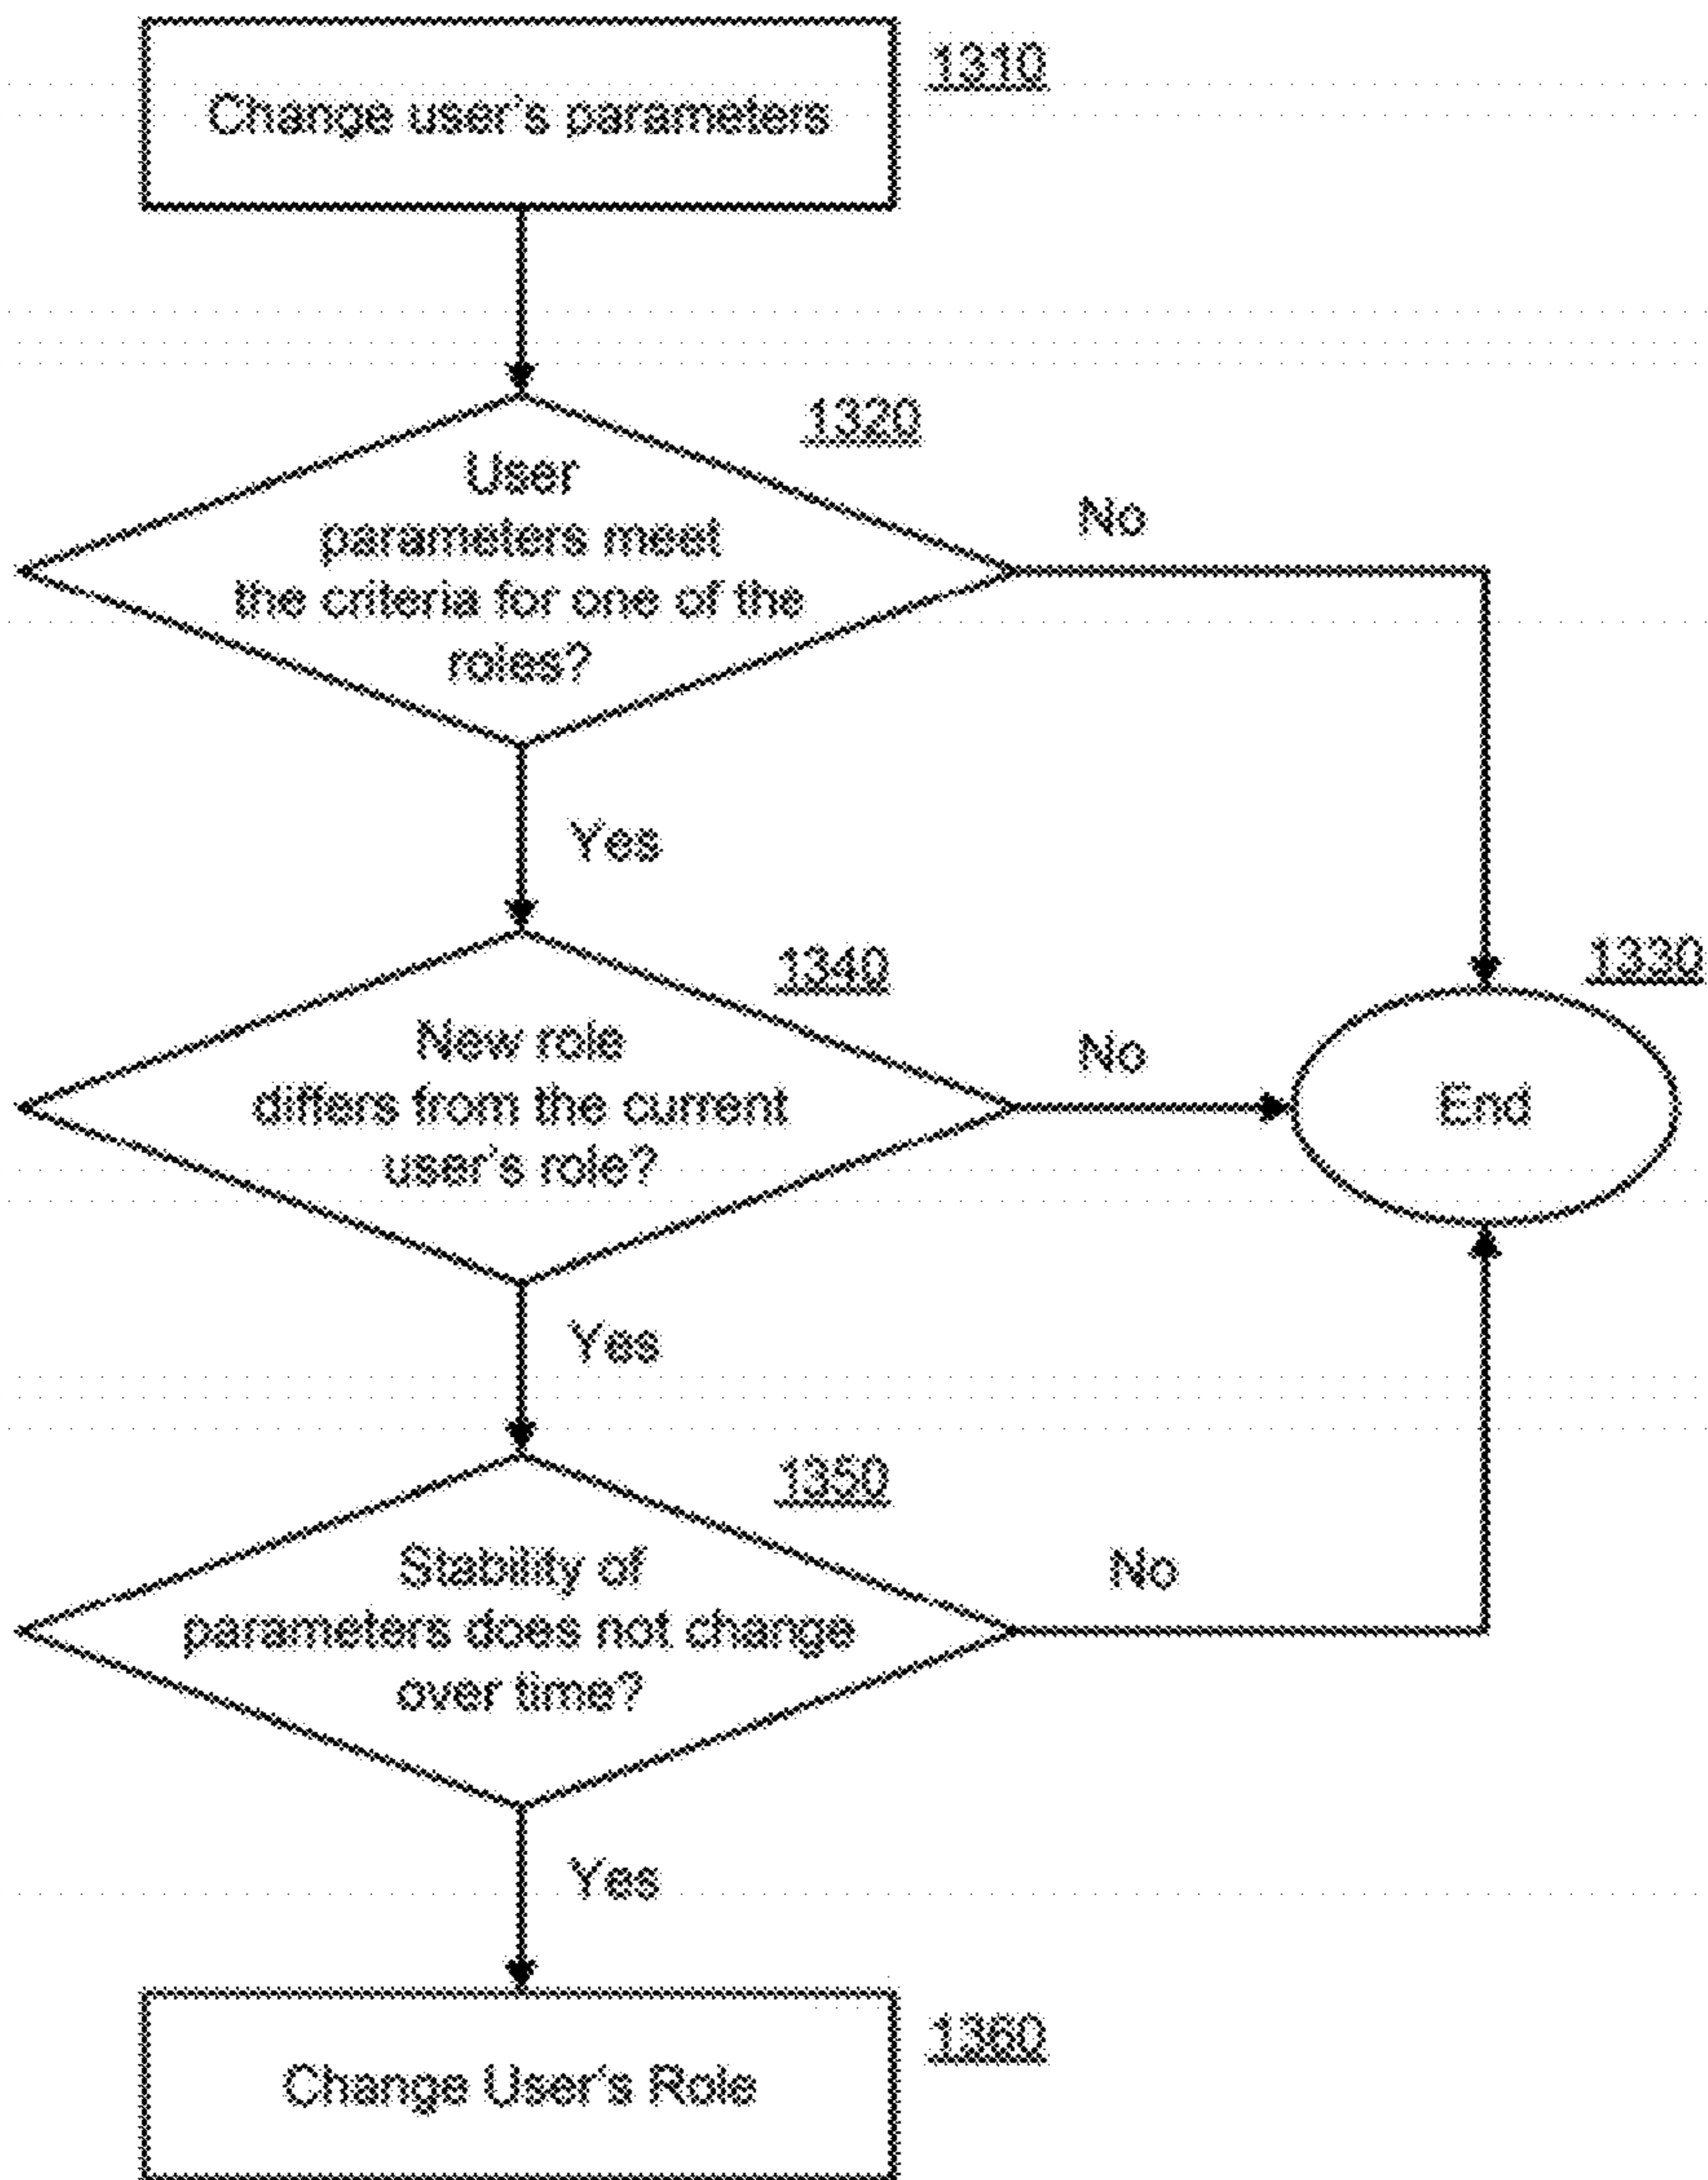 Change user's parameters
1310
1320
User
parameters meet
the criteria for one of the
roles?
No
Yes
1340
1330
New role
differs from the current
user's role?
No
End
Yes
1350
Stability of
parameters does not change
over time?
No
Yes
1360
Change User's Role